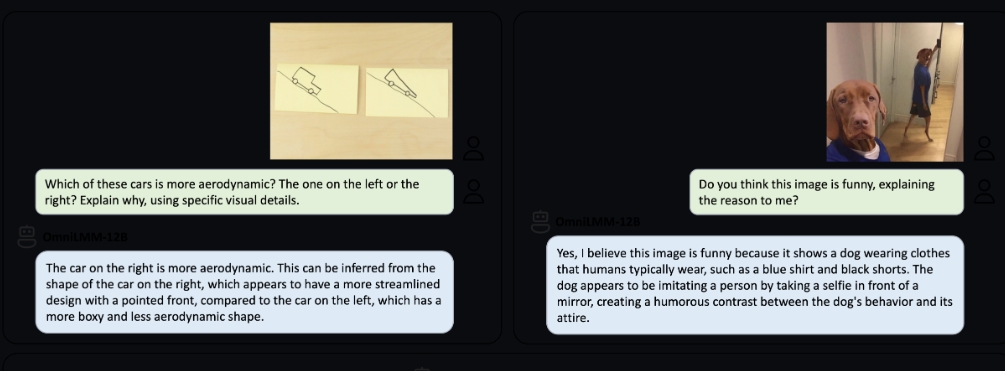 Which of these cars is more aerodynamic? The one on the left or the
right? Explain why, using specific visual details.
OmniLMM-12B
The car on the right is more aerodynamic. This can be inferred from the
shape of the car on the right, which appears to have a more streamlined
design with a pointed front, compared to the car on the left, which has a
more boxy and less aerodynamic shape.
Do you think this image is funny, explaining
the reason to me?
OmniLMM-12B
Yes, I believe this image is funny because it shows a dog wearing clothes
that humans typically wear, such as a blue shirt and black shorts. The
dog appears to be imitating a person by taking a selfie in front of a
mirror, creating a humorous contrast between the dog's behavior and its
attire.